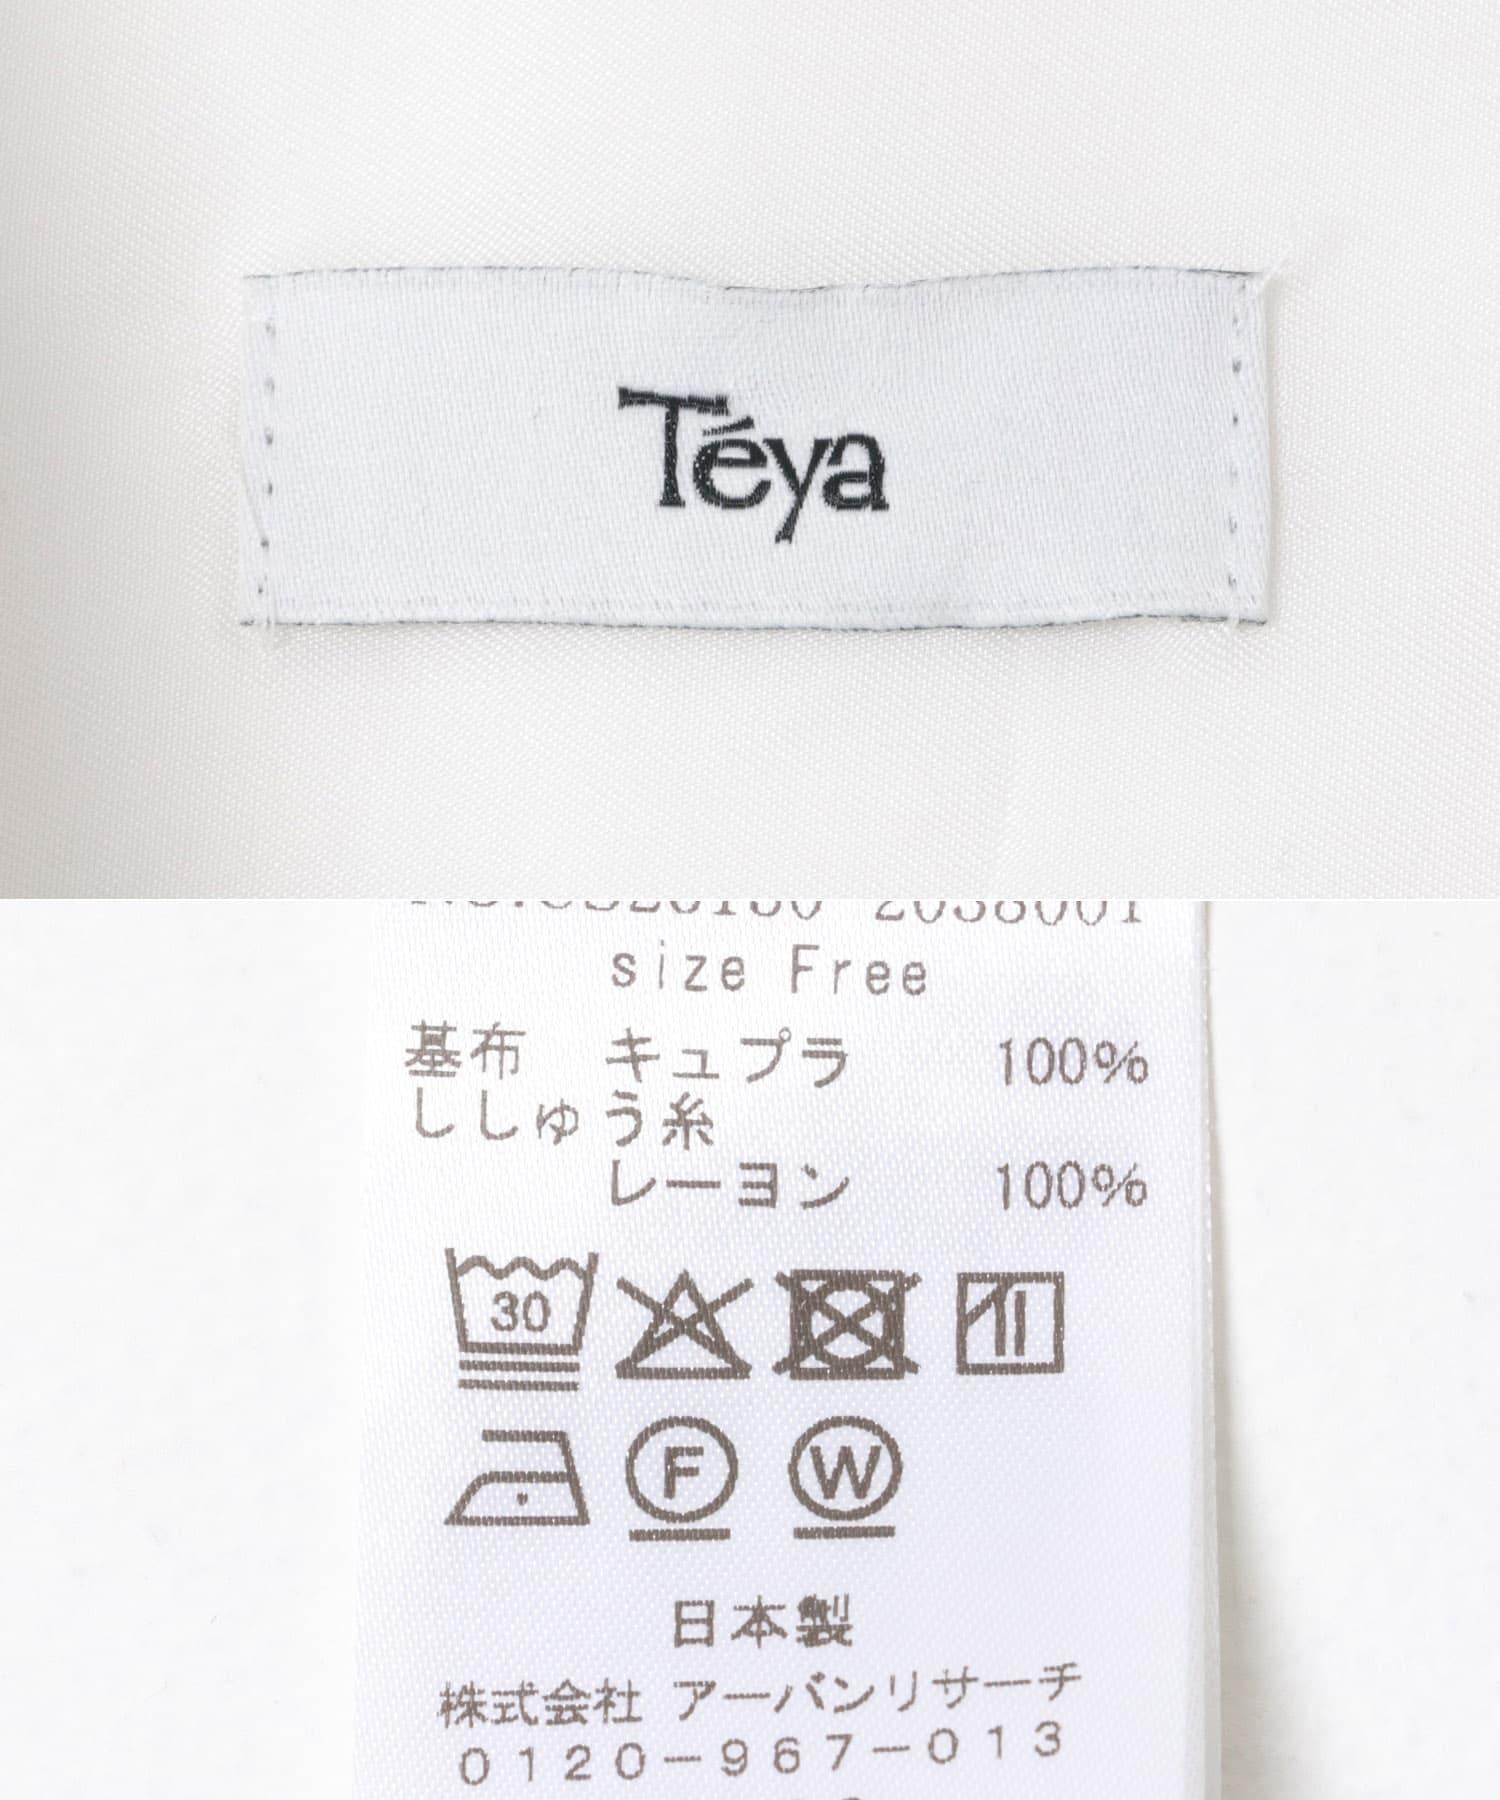 Téya
size Free
基布 キュプラ 100%
ししゅう糸
レーヨン 100%
30
F W
日本製
株式会社 アーバンリサーチ
0120-967-013